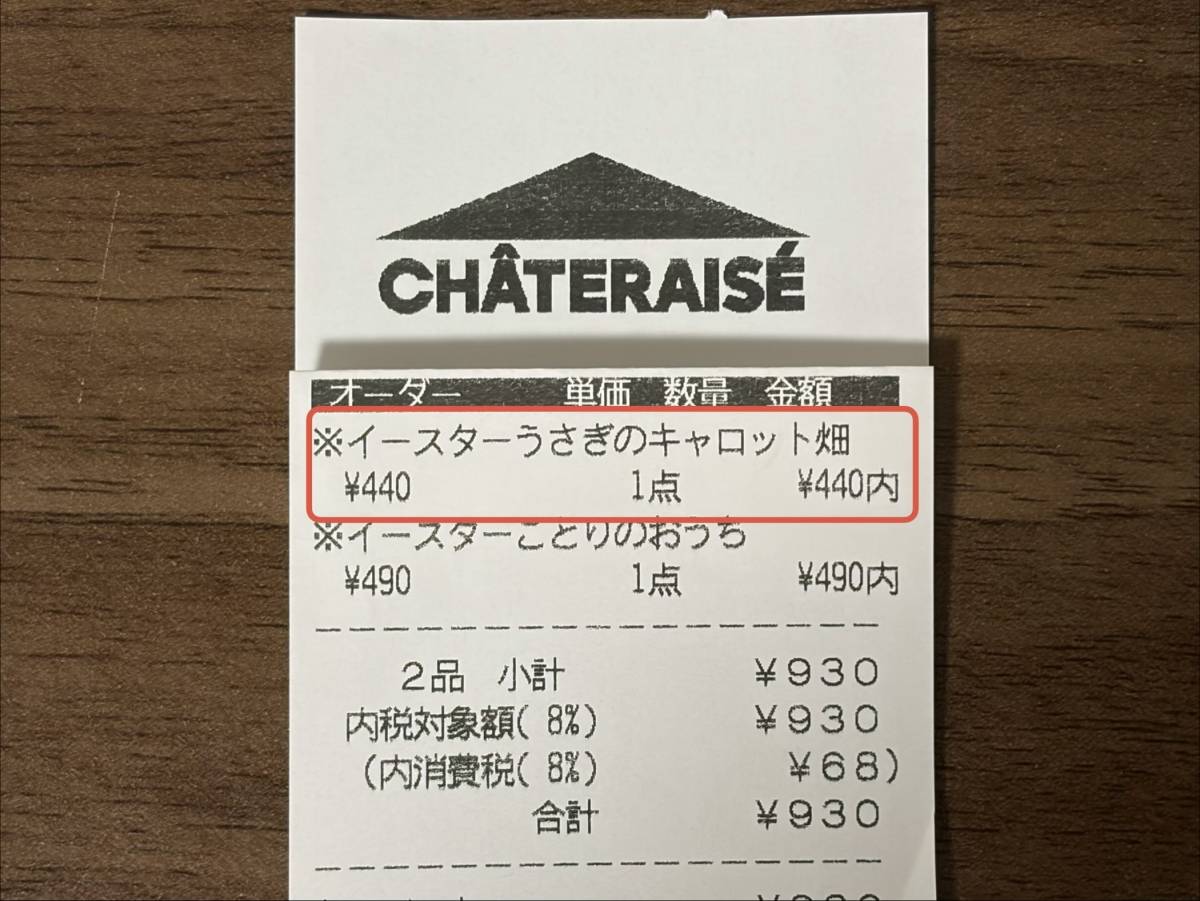 CHÂTERAISÉ
オーダー 単価 数量 金額
※イースターうさぎのキャロット畑
¥440 1点 ¥440内
※イースターことりのおうち
¥490 1点 ¥490内
2品 小計 ¥930
内税対象額( 8%) ¥930
(内消費税( 8%) ¥68)
合計 ¥930